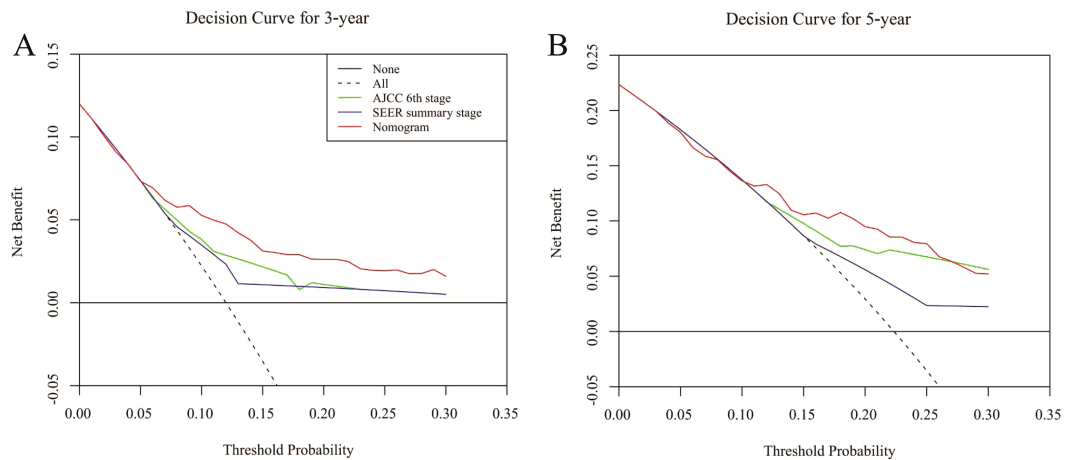 A
Decision Curve for 3-year
0.15
0.10
0.05
0.00
-0.05
Net Benefit
None
All
AJCC 6th stage
SEER summary stage
Nomogram
0.00 0.05 0.10 0.15 0.20 0.25 0.30 0.35
Threshold Probability
B
Decision Curve for 5-year
0.25
0.20
0.15
0.10
0.05
0.00
-0.05
Net Benefit
0.00 0.05 0.10 0.15 0.20 0.25 0.30 0.35
Threshold Probability